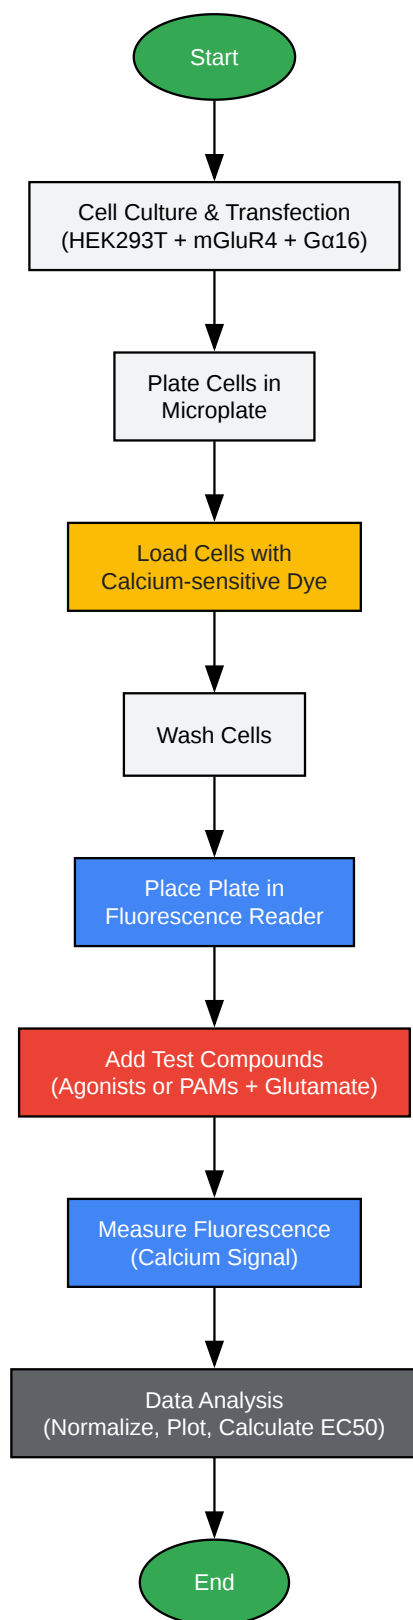 Start
Cell Culture & Transfection
(HEK293T + mGluR4 + Gα16)
Plate Cells in
Microplate
Load Cells with
Calcium-sensitive Dye
Wash Cells
Place Plate in
Fluorescence Reader
Add Test Compounds
(Agonists or PAMs + Glutamate)
Measure Fluorescence
(Calcium Signal)
Data Analysis
(Normalize, Plot, Calculate EC50)
End